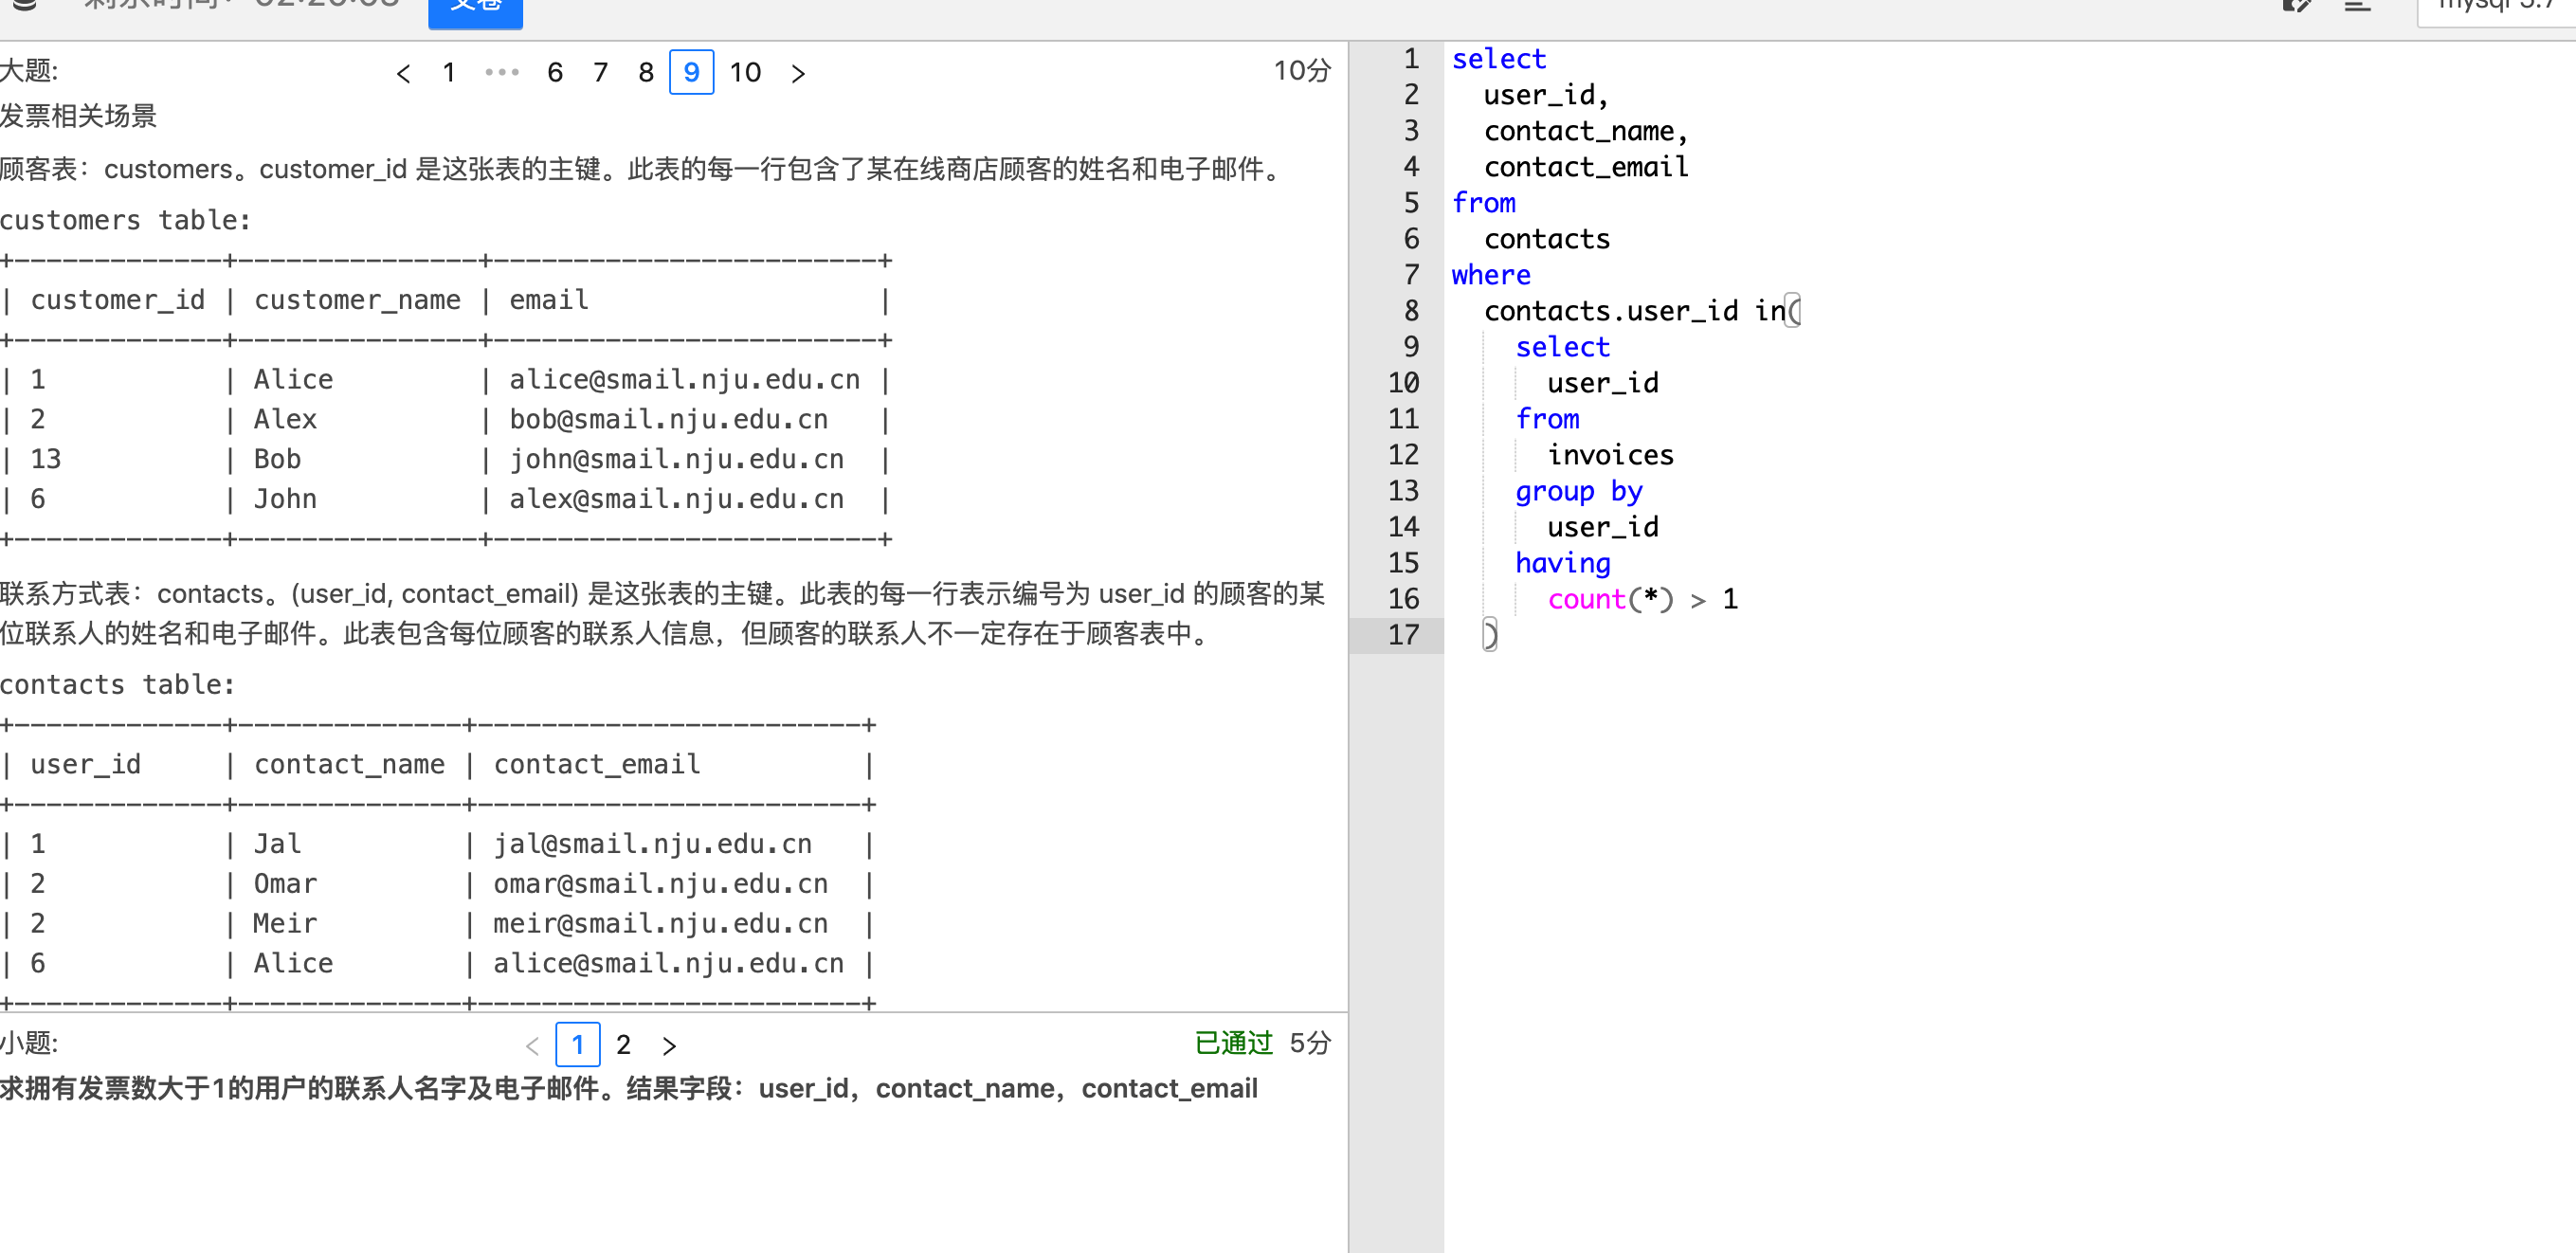 大题:
< 1 ••• 6 7 8 9 10 >
10分
发票相关场景
顾客表：customers。customer_id 是这张表的主键。此表的每一行包含了某在线商店顾客的姓名和电子邮件。
customers table:
+-------------+---------------+------------------------+
| customer_id | customer_name | email                  |
+-------------+---------------+------------------------+
| 1           | Alice         | alice@smail.nju.edu.cn |
| 2           | Alex          | bob@smail.nju.edu.cn   |
| 13          | Bob           | john@smail.nju.edu.cn  |
| 6           | John          | alex@smail.nju.edu.cn  |
+-------------+---------------+------------------------+
联系方式表：contacts。(user_id, contact_email) 是这张表的主键。此表的每一行表示编号为 user_id 的顾客的某
位联系人的姓名和电子邮件。此表包含每位顾客的联系人信息，但顾客的联系人不一定存在于顾客表中。
contacts table:
+-------------+--------------+------------------------+
| user_id     | contact_name | contact_email          |
+-------------+--------------+------------------------+
| 1           | Jal          | jal@smail.nju.edu.cn   |
| 2           | Omar         | omar@smail.nju.edu.cn  |
| 2           | Meir         | meir@smail.nju.edu.cn  |
| 6           | Alice        | alice@smail.nju.edu.cn |
+-------------+--------------+------------------------+
小题:
< 1 2 >
已通过 5分
求拥有发票数大于1的用户的联系人名字及电子邮件。结果字段：user_id，contact_name，contact_email
1 select
2   user_id,
3   contact_name,
4   contact_email
5 from
6   contacts
7 where
8   contacts.user_id in(
9     select
10       user_id
11     from
12       invoices
13     group by
14       user_id
15     having
16       count(*) > 1
17   )